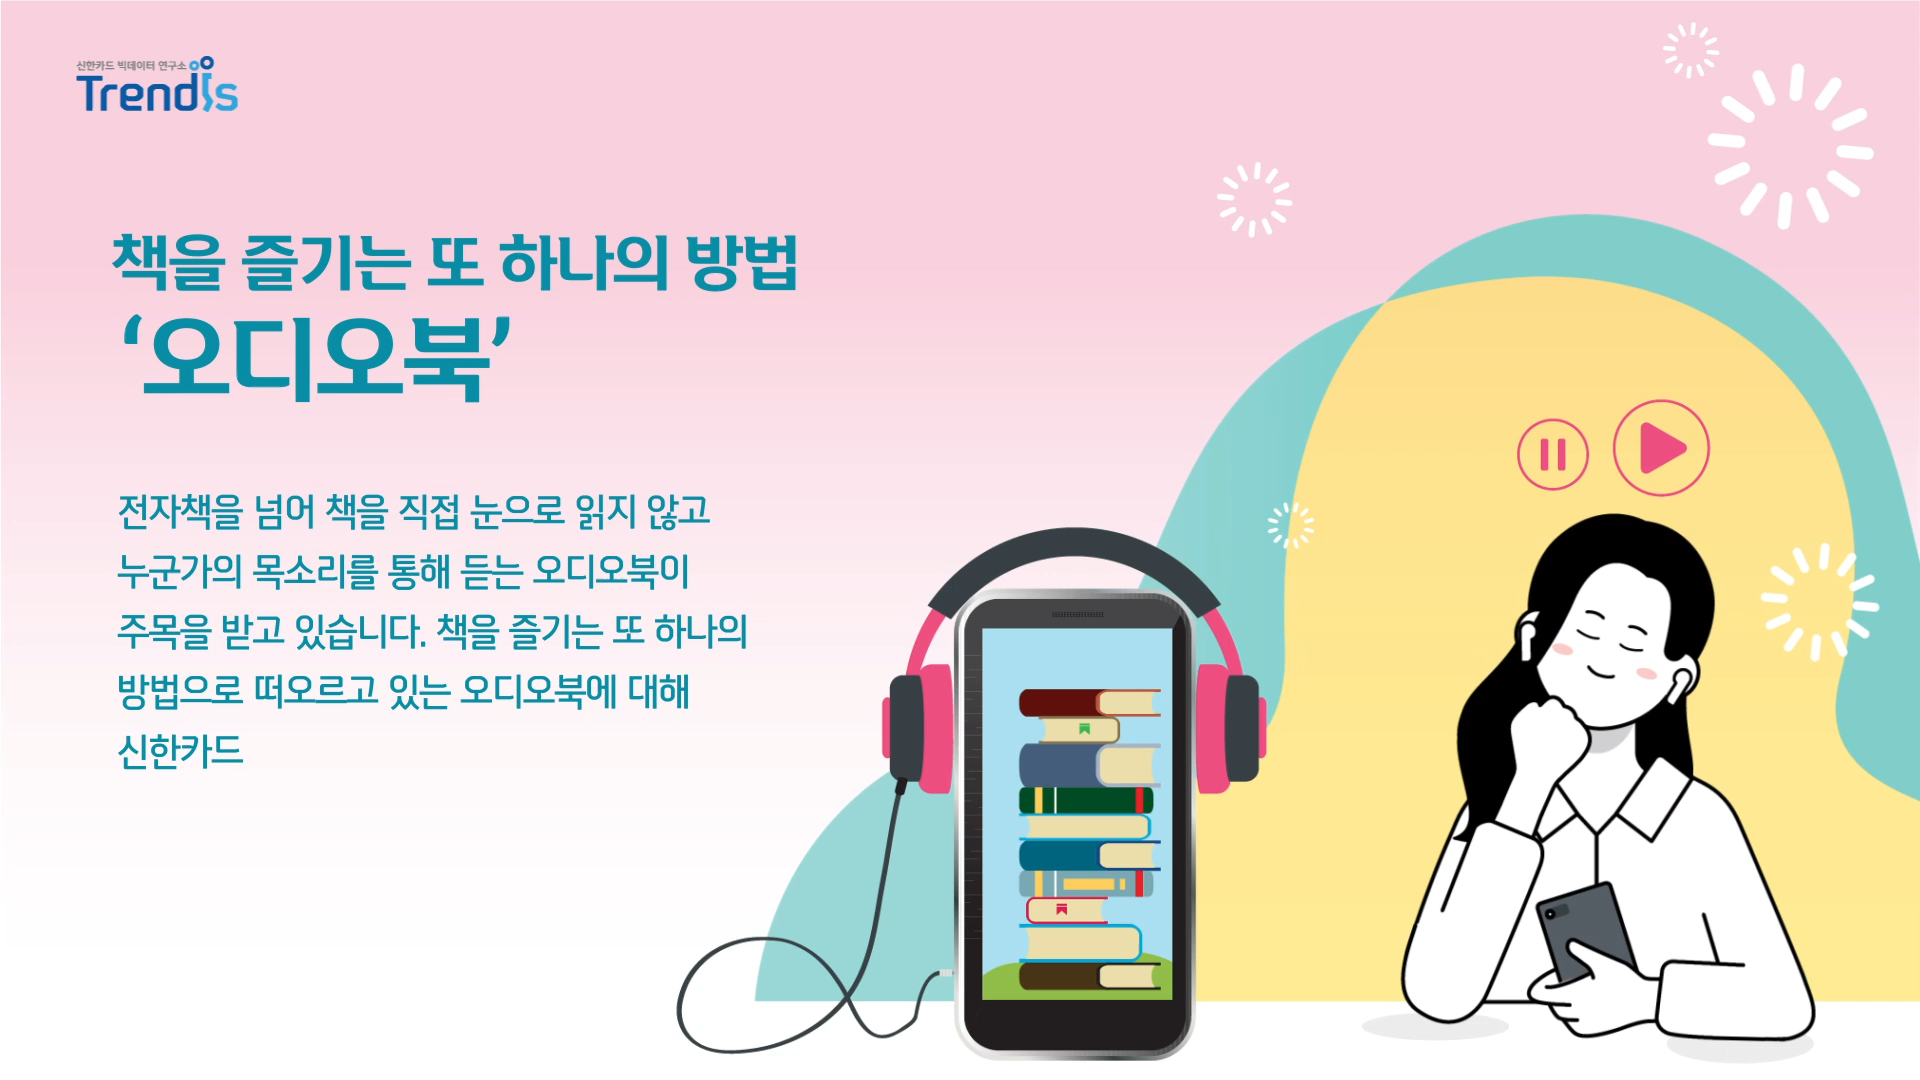 신한카드 빅데이터 연구소
Trendis
책을 즐기는 또 하나의 방법
‘오디오북’
전자책을 넘어 책을 직접 눈으로 읽지 않고
누군가의 목소리를 통해 듣는 오디오북이
주목을 받고 있습니다. 책을 즐기는 또 하나의
방법으로 떠오르고 있는 오디오북에 대해
신한카드